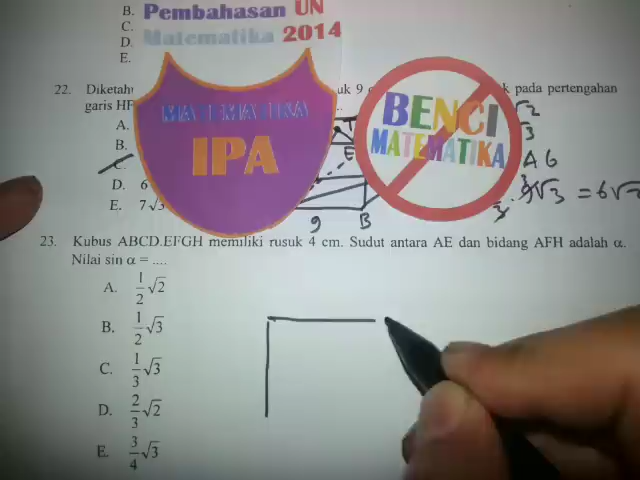 B. Pembahasan UN
C.
D. Matematika 2014
E.
22. Diketah uk 9 k pada pertengahan
garis HF
A.
B.
C.
D. 6
E. 7√3
MATEMATIKA
IPA
BENCI
MATEMATIKA
E
9 B
√3 = 6√
23. Kubus ABCD.EFGH memiliki rusuk 4 cm. Sudut antara AE dan bidang AFH adalah α.
Nilai sin α = ....
A. 1/2 √2
B. 1/2 √3
C. 1/3 √3
D. 2/3 √2
E. 3/4 √3